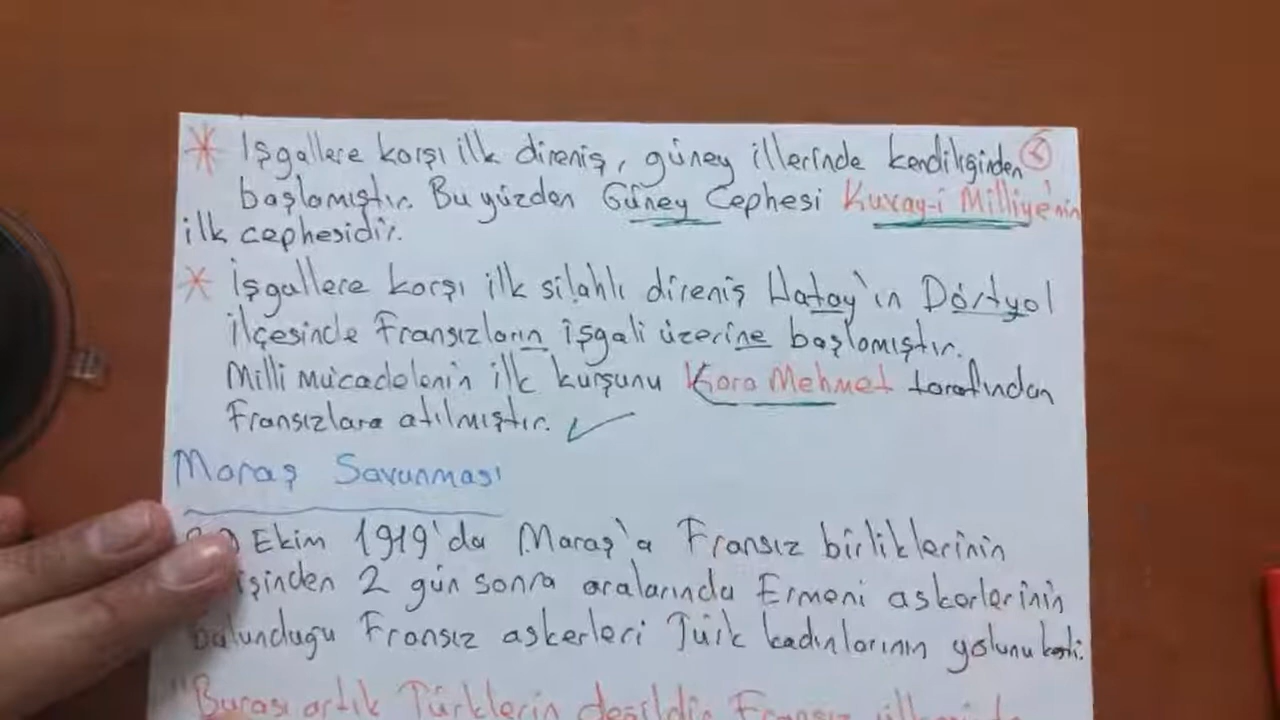 * İşgallere karşı ilk direniş, güney illerinde kendiliğinden
başlamıştır. Bu yüzden Güney Cephesi Kuvay-i Milliye'nin
ilk cephesidir.
* İşgallere karşı ilk silahlı direniş Hatay'ın Dörtyol
ilçesinde Fransızların işgali üzerine başlamıştır.
Milli mücadelenin ilk kurşunu Kara Mehmet tarafından
Fransızlara atılmıştır.
Maraş Savunması
Ekim 1919'da Maraş'a Fransız birliklerinin
2 gün sonra aralarında Ermeni askerlerinin
bulunduğu Fransız askerleri Türk kadınlarının yolunu kesti.
"Burası artık Türklerin değildir Fransız